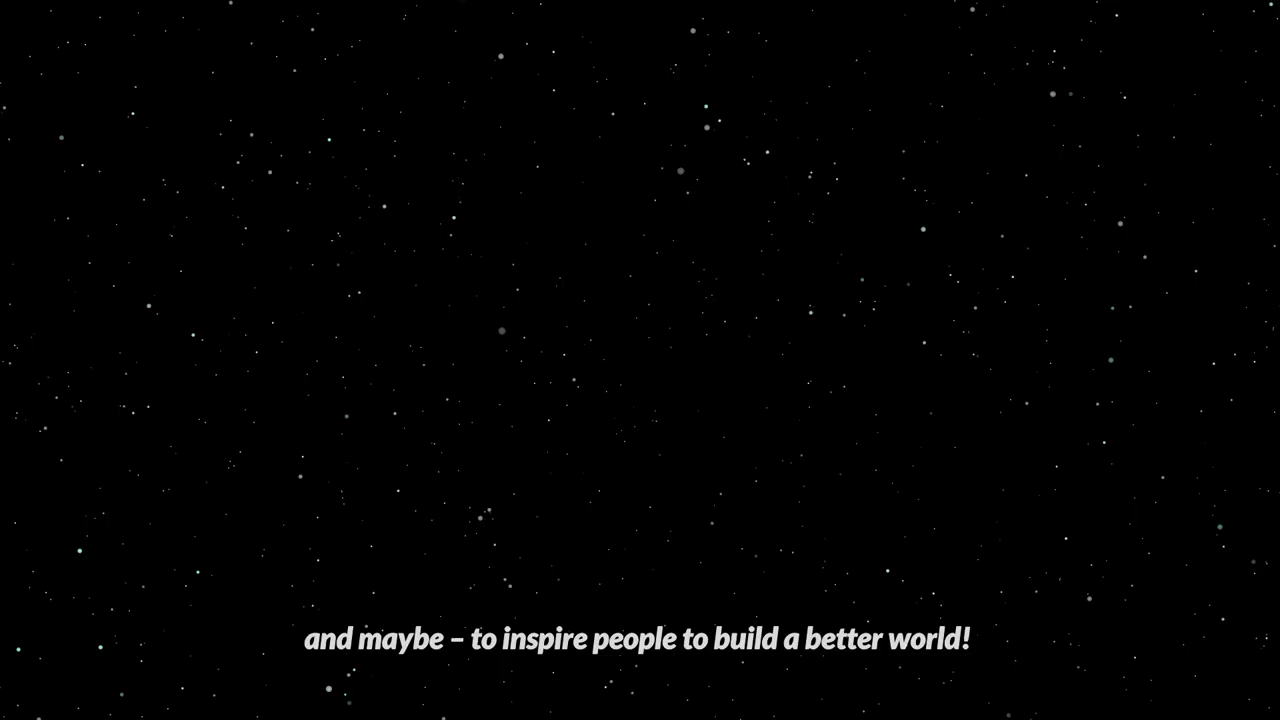 and maybe – to inspire people to build a better world!